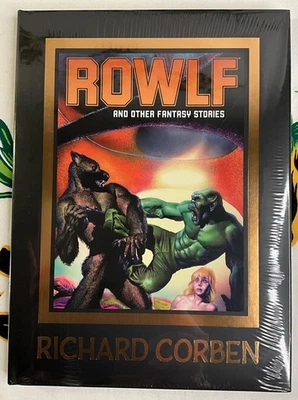 ROWLF
AND OTHER FANTASY STORIES
RICHARD CORBEN